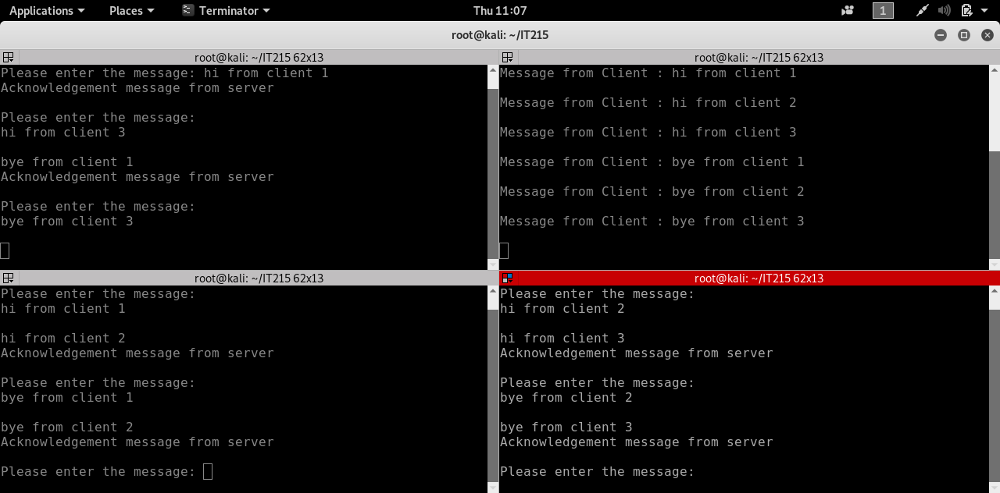 Applications Places Terminator Thu 11:07 1
root@kali: ~/IT215
root@kali: ~/IT215 62x13
Please enter the message: hi from client 1
Acknowledgement message from server
Please enter the message:
hi from client 3
bye from client 1
Acknowledgement message from server
Please enter the message:
bye from client 3
root@kali: ~/IT215 62x13
Message from Client : hi from client 1
Message from Client : hi from client 2
Message from Client : hi from client 3
Message from Client : bye from client 1
Message from Client : bye from client 2
Message from Client : bye from client 3
root@kali: ~/IT215 62x13
Please enter the message:
hi from client 1
hi from client 2
Acknowledgement message from server
Please enter the message:
bye from client 1
bye from client 2
Acknowledgement message from server
Please enter the message:
root@kali: ~/IT215 62x13
Please enter the message:
hi from client 2
hi from client 3
Acknowledgement message from server
Please enter the message:
bye from client 2
bye from client 3
Acknowledgement message from server
Please enter the message: